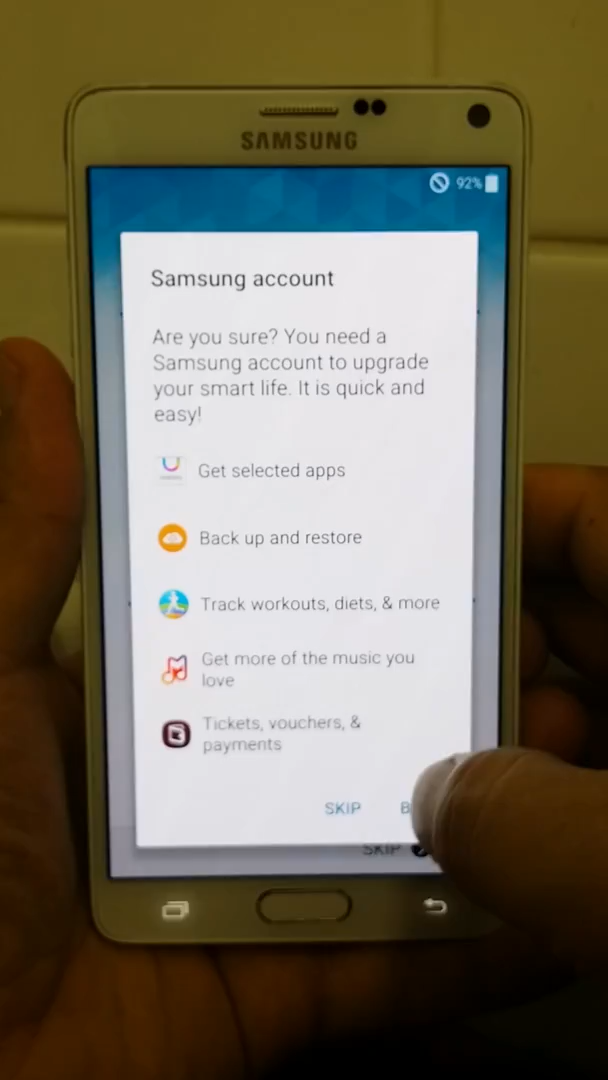 SAMSUNG
92%
Samsung account
Are you sure? You need a
Samsung account to upgrade
your smart life. It is quick and
easy!
Get selected apps
Back up and restore
Track workouts, diets, & more
Get more of the music you
love
Tickets, vouchers, &
payments
SKIP
SKIP